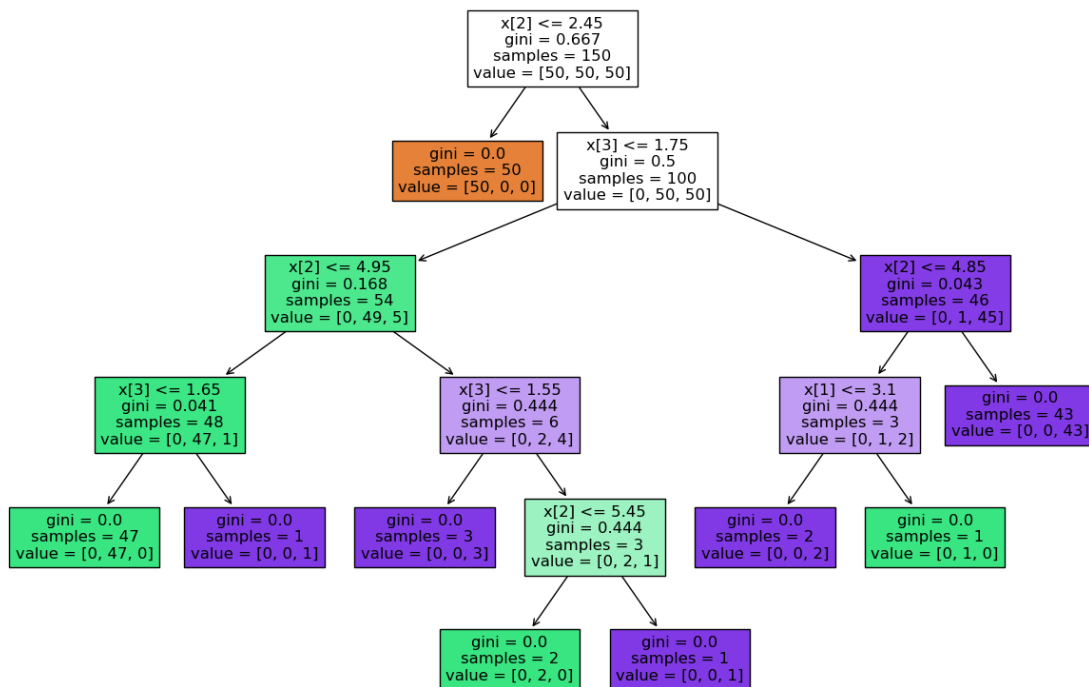 x[2] <= 2.45
gini = 0.667
samples = 150
value = [50, 50, 50]
gini = 0.0
samples = 50
value = [50, 0, 0]
x[3] <= 1.75
gini = 0.5
samples = 100
value = [0, 50, 50]
x[2] <= 4.95
gini = 0.168
samples = 54
value = [0, 49, 5]
x[2] <= 4.85
gini = 0.043
samples = 46
value = [0, 1, 45]
x[3] <= 1.65
gini = 0.041
samples = 48
value = [0, 47, 1]
x[3] <= 1.55
gini = 0.444
samples = 6
value = [0, 2, 4]
x[1] <= 3.1
gini = 0.444
samples = 3
value = [0, 1, 2]
gini = 0.0
samples = 43
value = [0, 0, 43]
gini = 0.0
samples = 47
value = [0, 47, 0]
gini = 0.0
samples = 1
value = [0, 0, 1]
gini = 0.0
samples = 3
value = [0, 0, 3]
x[2] <= 5.45
gini = 0.444
samples = 3
value = [0, 2, 1]
gini = 0.0
samples = 2
value = [0, 0, 2]
gini = 0.0
samples = 1
value = [0, 1, 0]
gini = 0.0
samples = 2
value = [0, 2, 0]
gini = 0.0
samples = 1
value = [0, 0, 1]